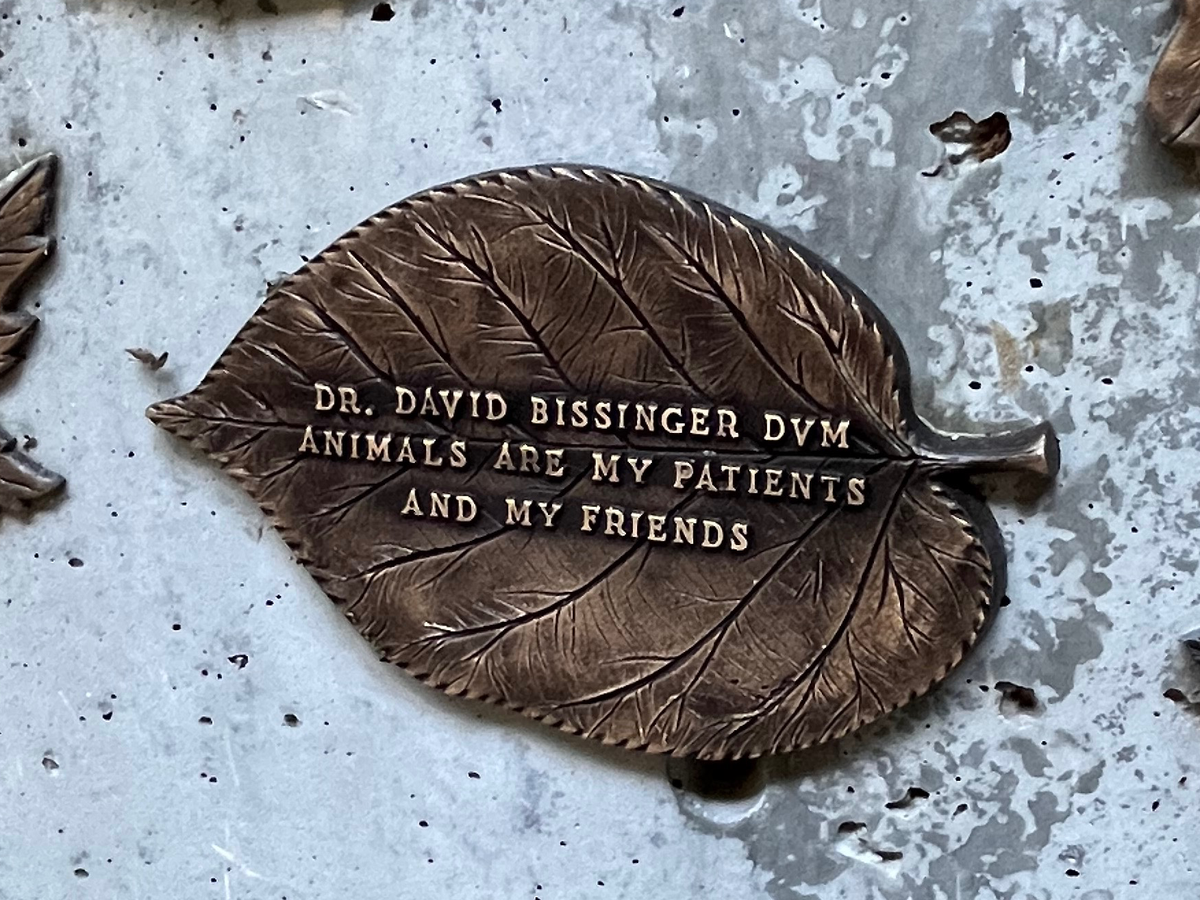 DR. DAVID BISSINGER DVM
ANIMALS ARE MY PATIENTS
AND MY FRIENDS